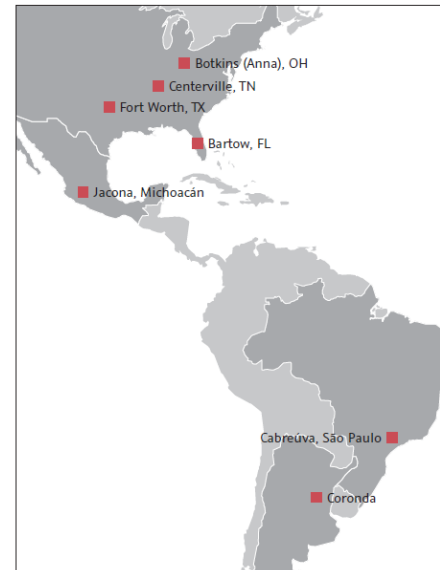 Botkins (Anna), OH
Centerville, TN
Fort Worth, TX
Bartow, FL
Jacona, Michoacán
Cabreúva, São Paulo
Coronda